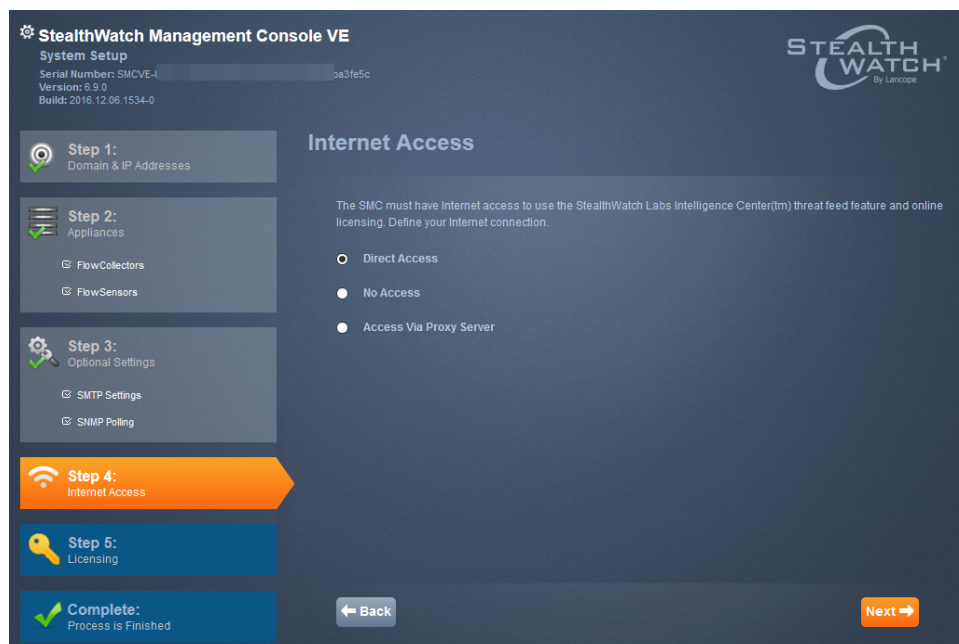 StealthWatch Management Console VE
System Setup
Serial Number: SMCVE-
Version: 6.9.0
Build: 2016.12.06.1534-0
STEALTH
WATCH
By Lancope
Step 1:
Domain & IP Addresses
Step 2:
Appliances
FlowCollectors
FlowSensors
Step 3:
Optional Settings
SMTP Settings
SNMP Polling
Step 4:
Internet Access
Step 5:
Licensing
Complete:
Process is Finished
Internet Access
The SMC must have Internet access to use the StealthWatch Labs Intelligence Center(tm) threat feed feature and online
licensing. Define your Internet connection.
Direct Access
No Access
Access Via Proxy Server
Back
Next